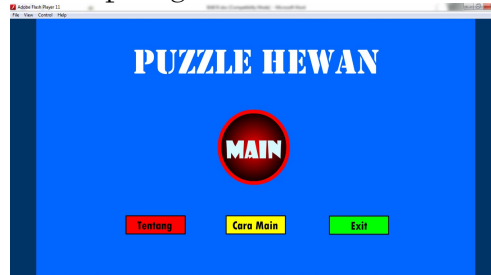 Adobe Flash Player 11
File View Control Help
PUZZLE HEWAN
MAIN
Tentang
Cara Main
Exit